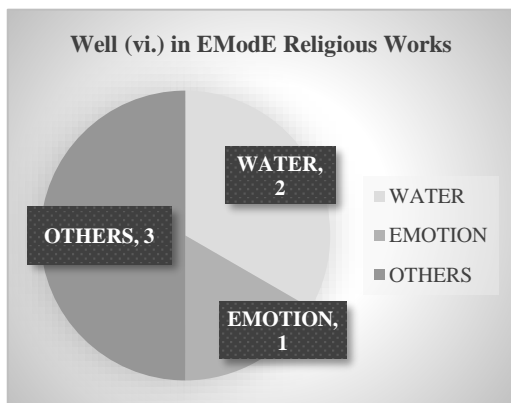 Well (vi.) in EModE Religious Works
WATER,
2
OTHERS, 3
EMOTION,
1
WATER
EMOTION
OTHERS